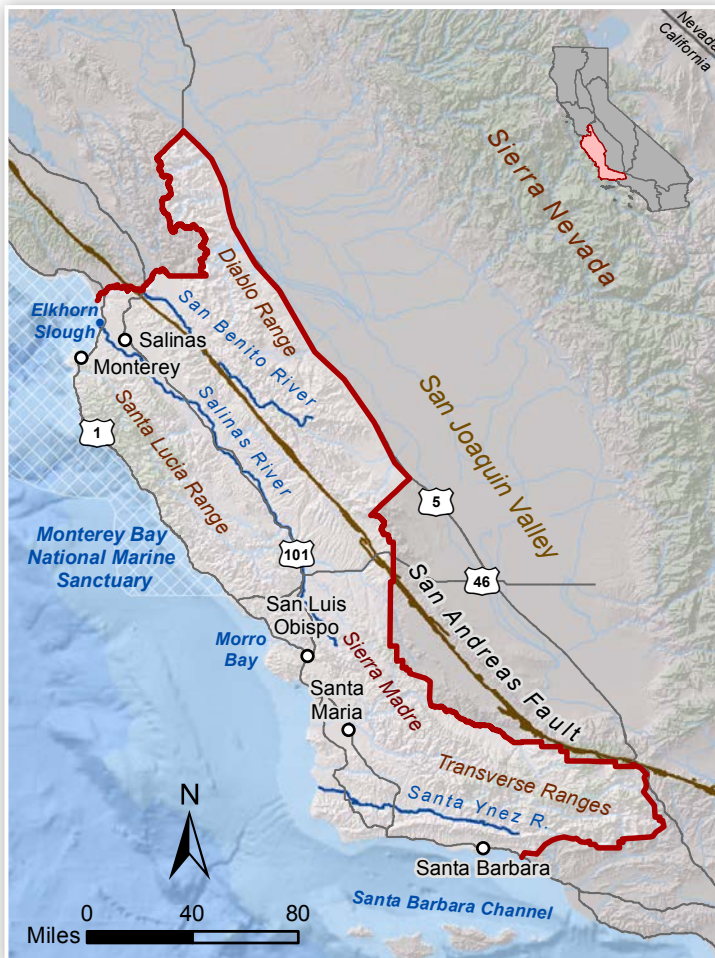 Nevada
California
Sierra Nevada
Diablo Range
San Benito River
Elkhorn
Slough
Salinas
Monterey
1
Santa Lucia Range
Salinas River
San Joaquin Valley
5
Monterey Bay
National Marine
Sanctuary
101
46
San Andreas Fault
San Luis
Obispo
Morro
Bay
Sierra Madre
Santa
Maria
Transverse Ranges
Santa Ynez R.
N
Santa Barbara
Santa Barbara Channel
0 40 80
Miles